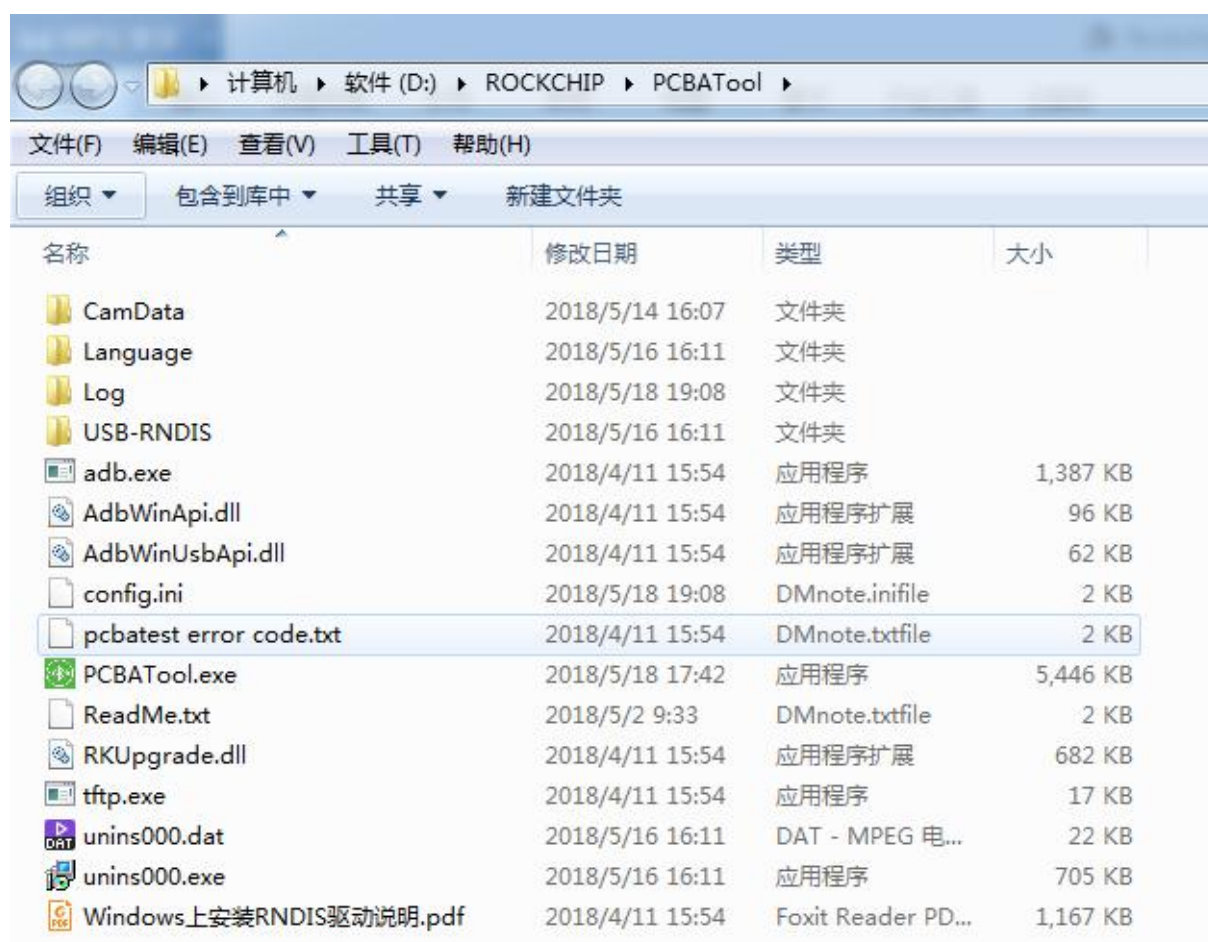 计算机 软件 (D:) ROCKCHIP PCBATool
文件(F) 编辑(E) 查看(V) 工具(T) 帮助(H)
组织 包含到库中 共享 新建文件夹
名称 修改日期 类型 大小
CamData 2018/5/14 16:07 文件夹
Language 2018/5/16 16:11 文件夹
Log 2018/5/18 19:08 文件夹
USB-RNDIS 2018/5/16 16:11 文件夹
adb.exe 2018/4/11 15:54 应用程序 1,387 KB
AdbWinApi.dll 2018/4/11 15:54 应用程序扩展 96 KB
AdbWinUsbApi.dll 2018/4/11 15:54 应用程序扩展 62 KB
config.ini 2018/5/18 19:08 DMnote.inifile 2 KB
pcbatest error code.txt 2018/4/11 15:54 DMnote.txtfile 2 KB
PCBATool.exe 2018/5/18 17:42 应用程序 5,446 KB
ReadMe.txt 2018/5/2 9:33 DMnote.txtfile 2 KB
RKUpgrade.dll 2018/4/11 15:54 应用程序扩展 682 KB
tftp.exe 2018/4/11 15:54 应用程序 17 KB
DAT unins000.dat 2018/5/16 16:11 DAT - MPEG 电... 22 KB
unins000.exe 2018/5/16 16:11 应用程序 705 KB
PDF Windows上安装RNDIS驱动说明.pdf 2018/4/11 15:54 Foxit Reader PD... 1,167 KB